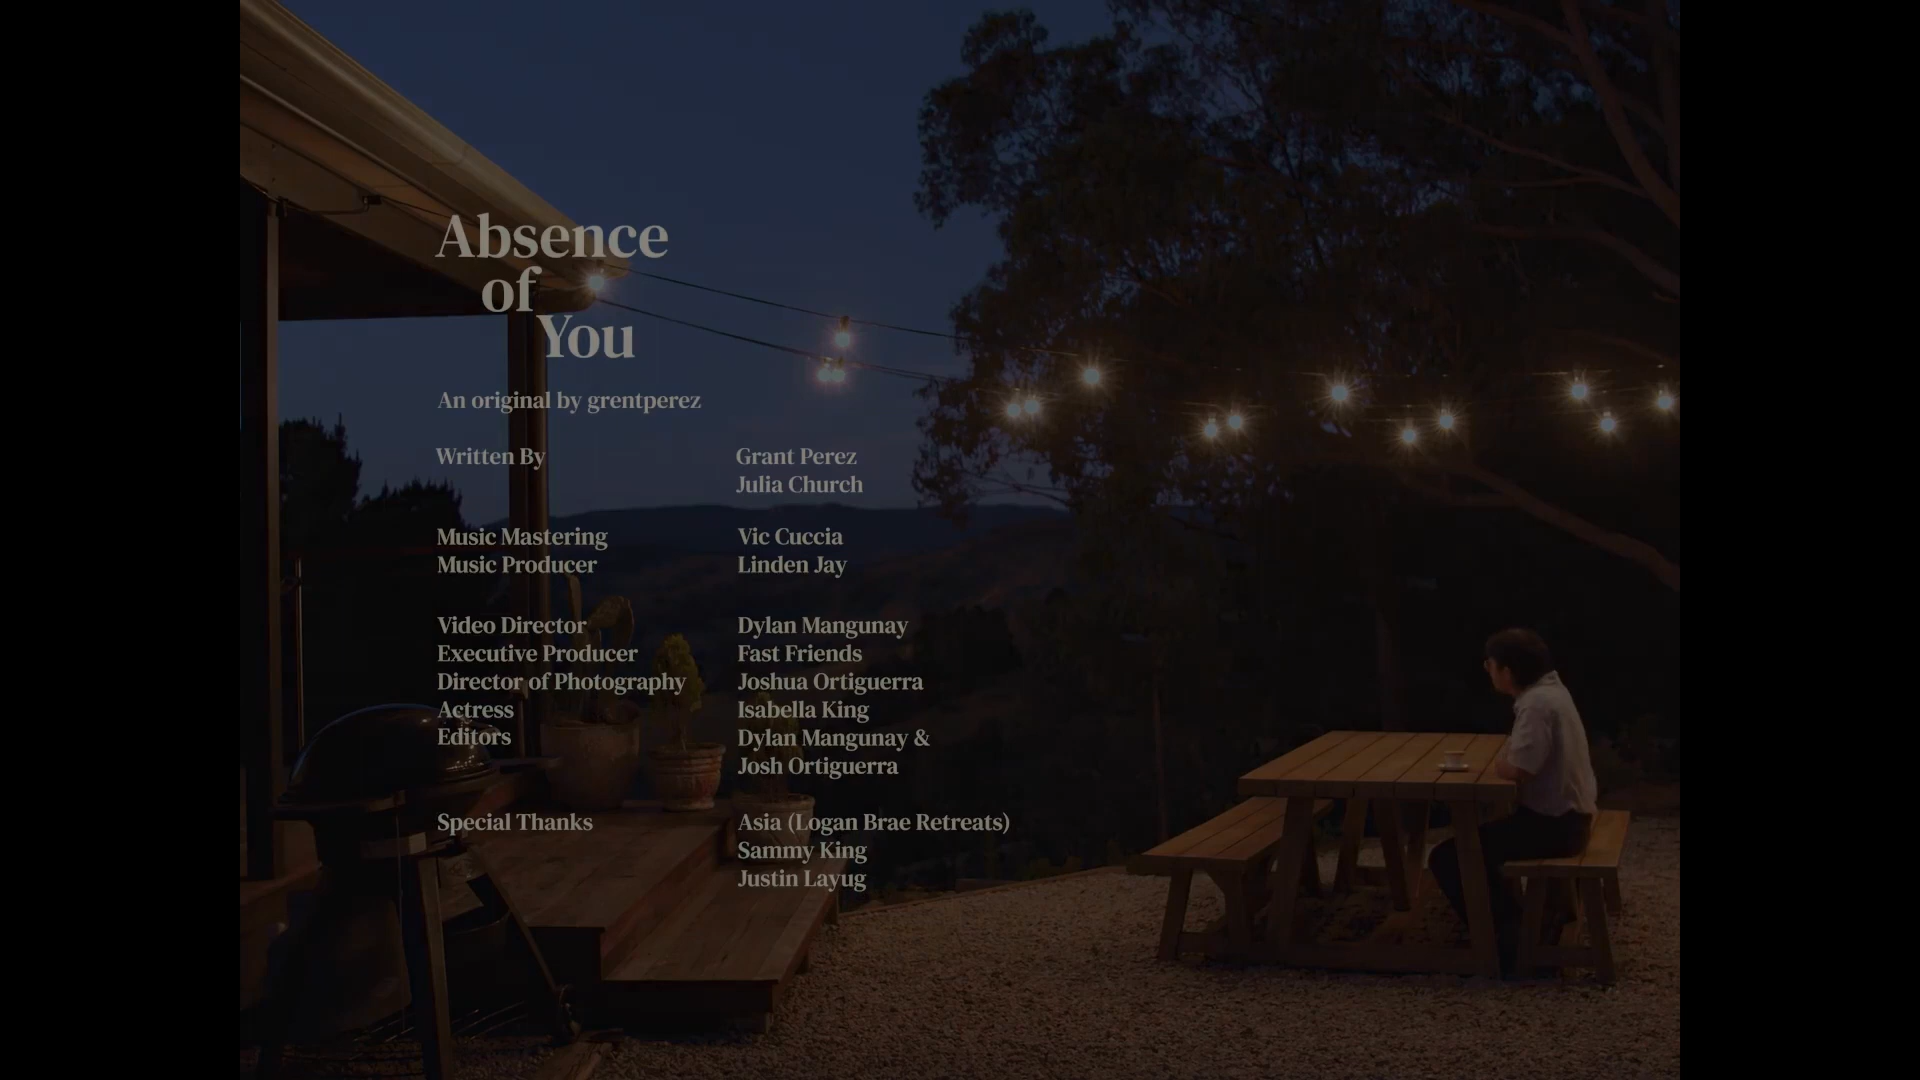 Absence
of
You
An original by grentperez
Written By Grant Perez
Julia Church
Music Mastering Vic Cuccia
Music Producer Linden Jay
Video Director Dylan Mangunay
Executive Producer Fast Friends
Director of Photography Joshua Ortiguerra
Actress Isabella King
Editors Dylan Mangunay &
Josh Ortiguerra
Special Thanks Asia (Logan Brae Retreats)
Sammy King
Justin Layug